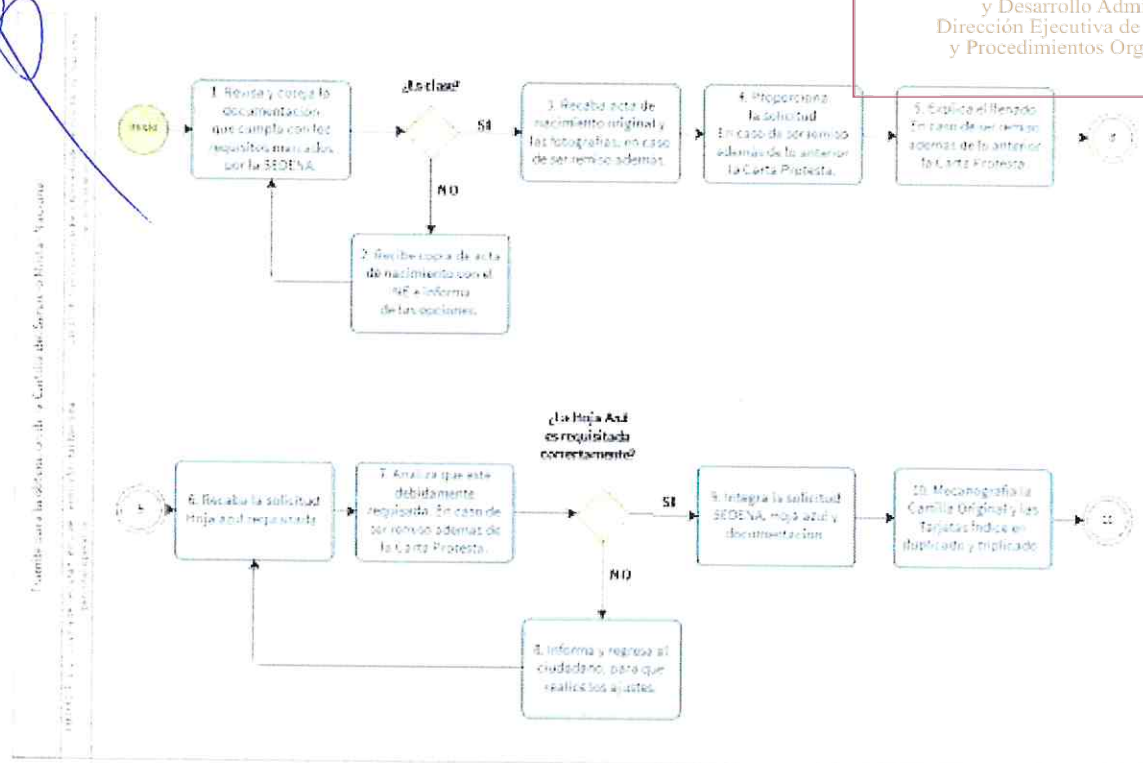 y Desarrollo Admi
Dirección Ejecutiva de
y Procedimientos Org
Inicio
1. Revisa y coteja la
documentación
que cumpla con los
requisitos marcados
por la SEDENA.
¿Es clase?
SI
NO
2. Recibe copia de acta
de nacimiento con el
INE e informa
de las opciones.
3. Recaba acta de
nacimiento original y
las fotografías, en caso
de ser remiso además.
4. Proporciona
la solicitud
En caso de ser remiso
además de lo anterior
la Carta Protesta.
5. Explica el llenado
En caso de ser remiso
además de lo anterior
la Carta Protesta
6. Recaba la solicitud
Hoja azul requisitada
7. Analiza que esté
debidamente
requisitada. En caso de
ser remiso además de
la Carta Protesta.
¿La Hoja Azul
es requisitada
correctamente?
SI
NO
8. Informa y regresa al
ciudadano, para que
realice los ajustes.
9. Integra la solicitud
SEDENA, Hoja azul y
documentación
10. Mecanografía la
Cartilla Original y las
Tarjetas Índice en
duplicado y triplicado